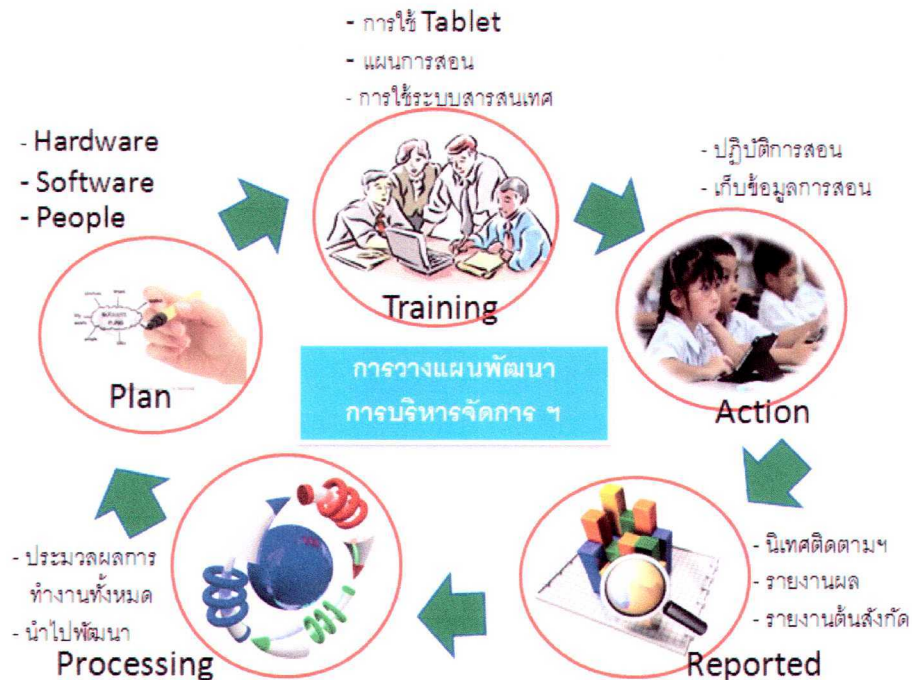 - การใช้ Tablet
- แผนการสอน
- การใช้ระบบสารสนเทศ
- Hardware
- Software
- People
- ปฏิบัติการสอน
- เก็บข้อมูลการสอน
Training
Plan
Action
การวางแผนพัฒนา
การบริหารจัดการ ฯ
- ประมวลผลการ
ทำงานทั้งหมด
- นำไปพัฒนา
Processing
- นิเทศติดตามฯ
- รายงานผล
- รายงานต้นสังกัด
Reported